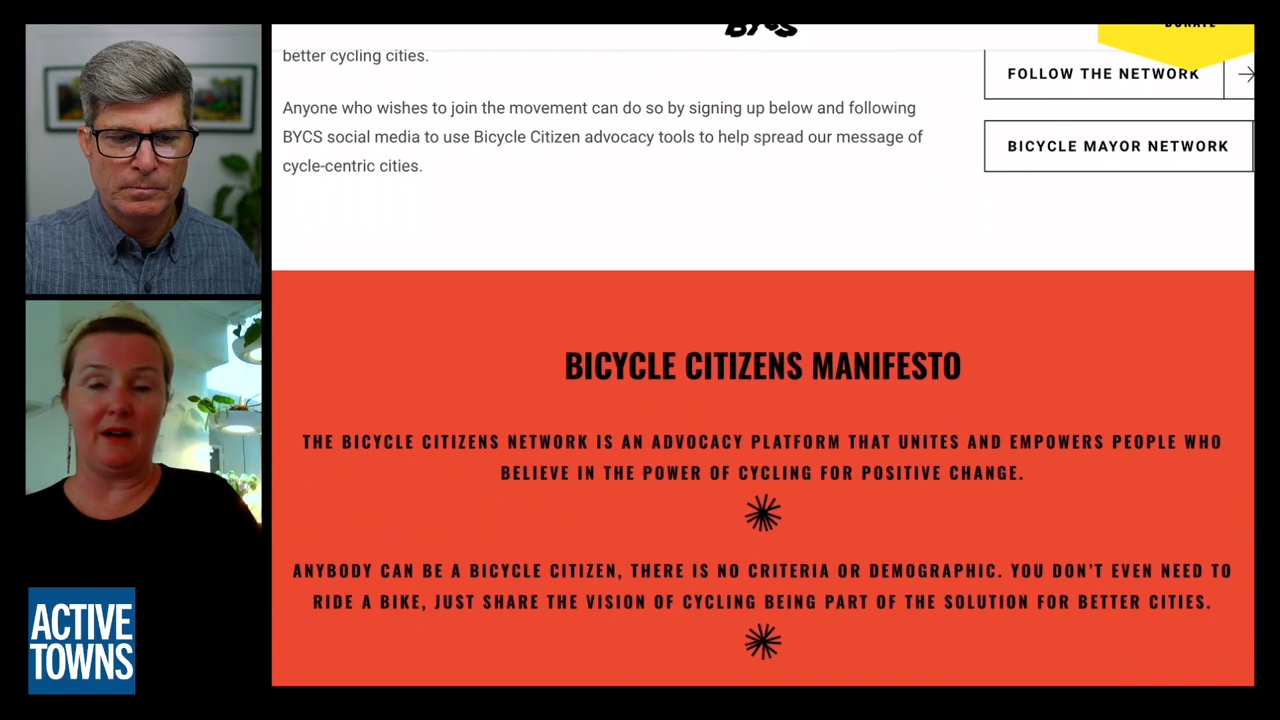 BYCS
DONATE
better cycling cities.
FOLLOW THE NETWORK
Anyone who wishes to join the movement can do so by signing up below and following
BYCS social media to use Bicycle Citizen advocacy tools to help spread our message of
cycle-centric cities.
BICYCLE MAYOR NETWORK
BICYCLE CITIZENS MANIFESTO
THE BICYCLE CITIZENS NETWORK IS AN ADVOCACY PLATFORM THAT UNITES AND EMPOWERS PEOPLE WHO
BELIEVE IN THE POWER OF CYCLING FOR POSITIVE CHANGE.
ANYBODY CAN BE A BICYCLE CITIZEN, THERE IS NO CRITERIA OR DEMOGRAPHIC. YOU DON'T EVEN NEED TO
RIDE A BIKE, JUST SHARE THE VISION OF CYCLING BEING PART OF THE SOLUTION FOR BETTER CITIES.
ACTIVE
TOWNS